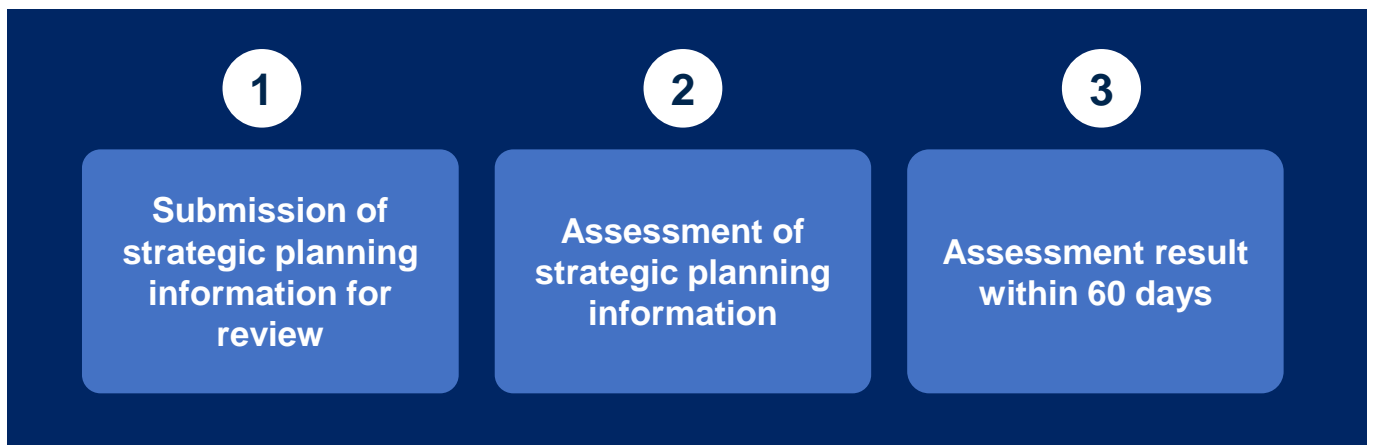 1
Submission of
strategic planning
information for
review
2
Assessment of
strategic planning
information
3
Assessment result
within 60 days